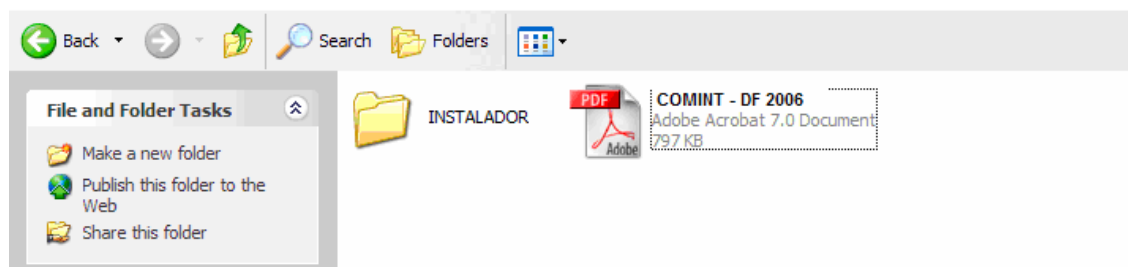 Back
Search
Folders
File and Folder Tasks
Make a new folder
Publish this folder to the
Web
Share this folder
INSTALADOR
PDF
Adobe
COMINT - DF 2006
Adobe Acrobat 7.0 Document
797 KB